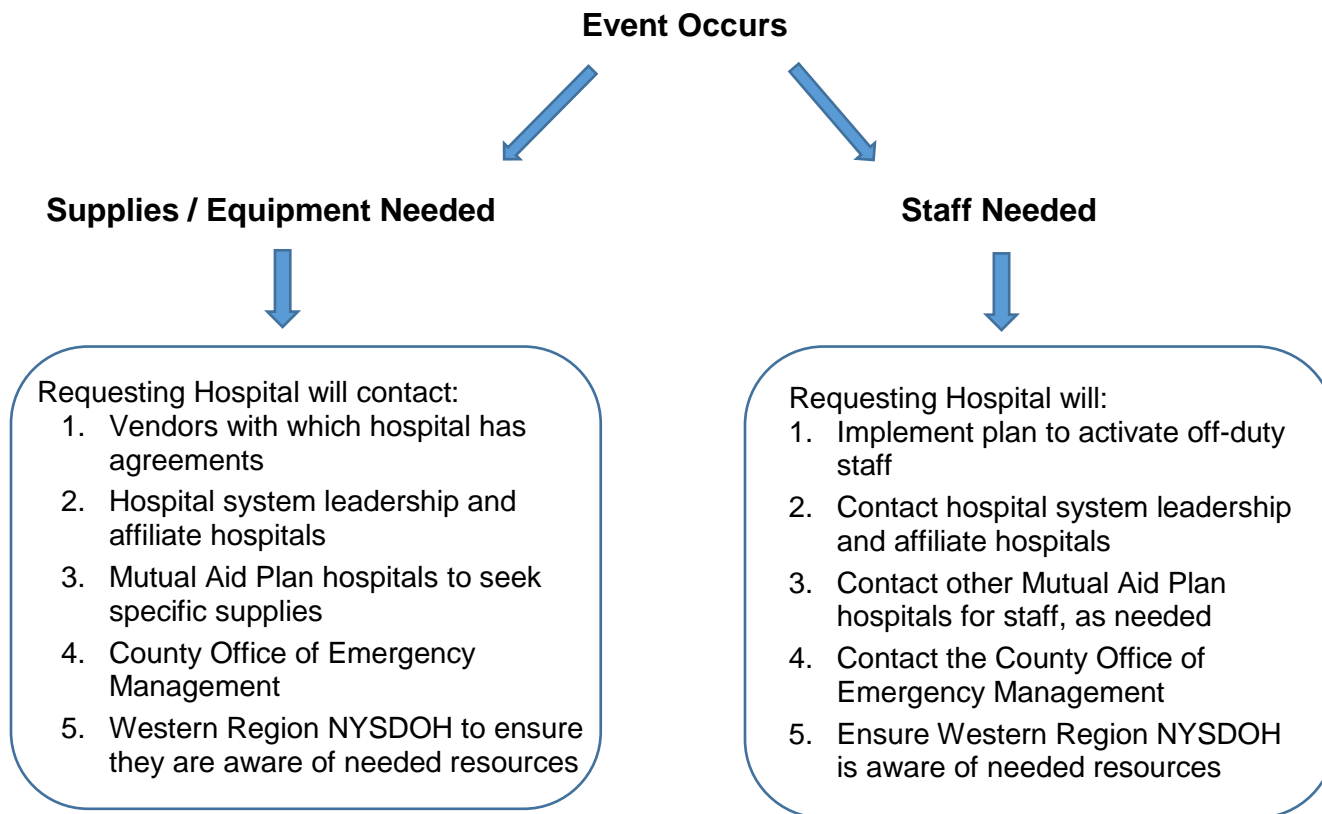 Event Occurs
Supplies / Equipment Needed
Requesting Hospital will contact:
1. Vendors with which hospital has
agreements
2. Hospital system leadership and
affiliate hospitals
3. Mutual Aid Plan hospitals to seek
specific supplies
4. County Office of Emergency
Management
5. Western Region NYSDOH to ensure
they are aware of needed resources
Staff Needed
Requesting Hospital will:
1. Implement plan to activate off-duty
staff
2. Contact hospital system leadership
and affiliate hospitals
3. Contact other Mutual Aid Plan
hospitals for staff, as needed
4. Contact the County Office of
Emergency Management
5. Ensure Western Region NYSDOH
is aware of needed resources